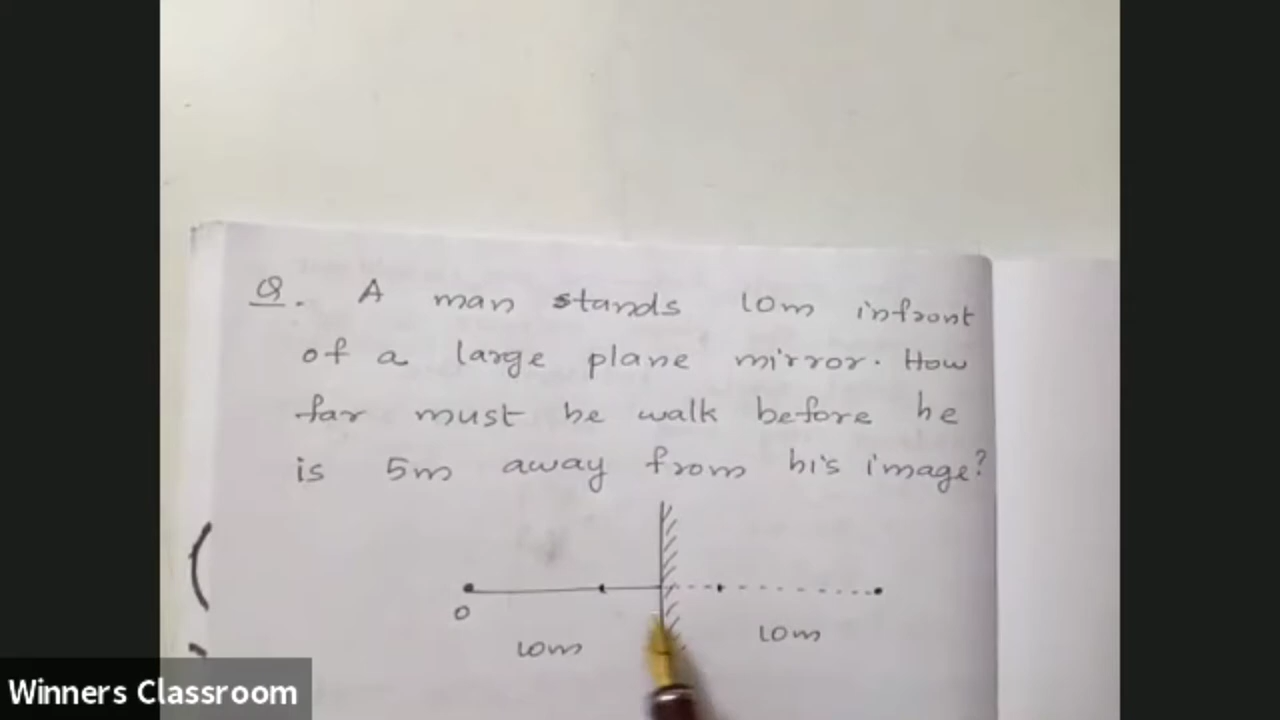 Q. A man stands 10m infront
of a large plane mirror. How
far must he walk before he
is 5m away from his image?
O
10m
10m
Winners Classroom